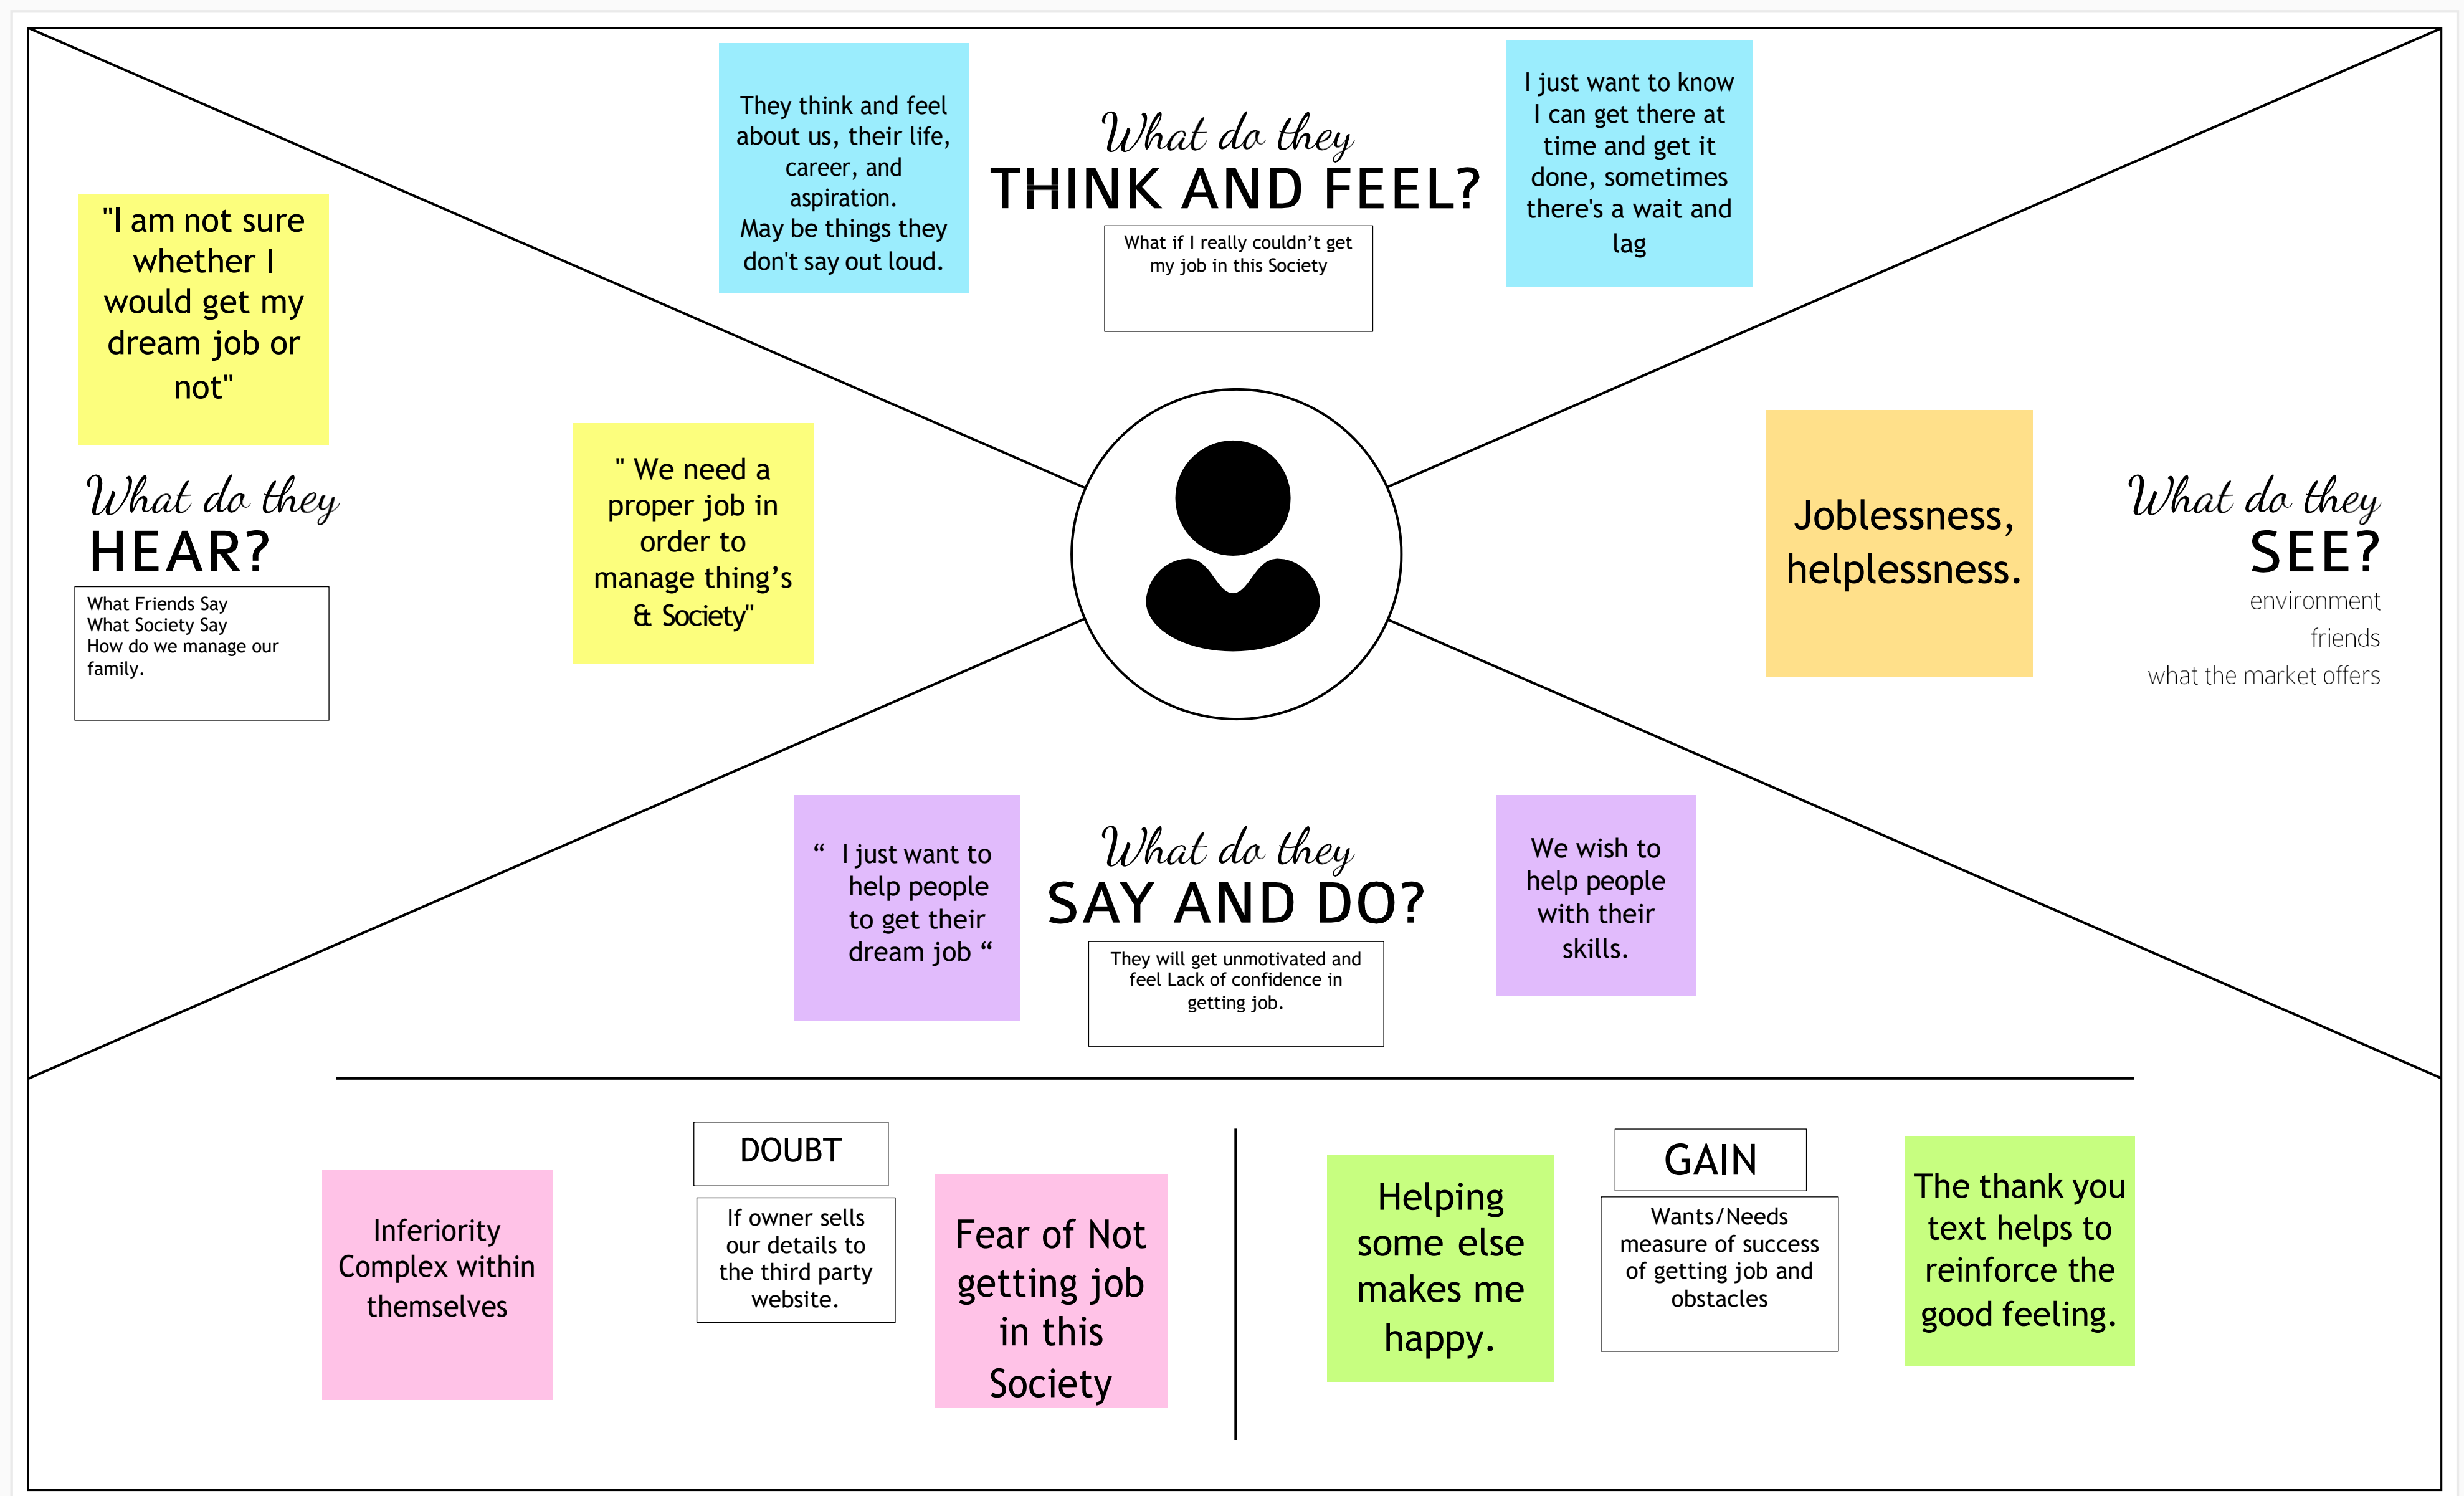 They think and feel
about us, their life,
career, and
aspiration.
May be things they
don't say out loud.
What do they
THINK AND FEEL?
What if I really couldn’t get
my job in this Society
I just want to know
I can get there at
time and get it
done, sometimes
there's a wait and
lag
"I am not sure
whether I
would get my
dream job or
not"
What do they
HEAR?
What Friends Say
What Society Say
How do we manage our
family.
" We need a
proper job in
order to
manage thing’s
& Society"
Joblessness,
helplessness.
What do they
SEE?
environment
friends
what the market offers
“ I just want to
help people
to get their
dream job “
What do they
SAY AND DO?
They will get unmotivated and
feel Lack of confidence in
getting job.
We wish to
help people
with their
skills.
Inferiority
Complex within
themselves
DOUBT
If owner sells
our details to
the third party
website.
Fear of Not
getting job
in this
Society
Helping
some else
makes me
happy.
GAIN
Wants/Needs
measure of success
of getting job and
obstacles
The thank you
text helps to
reinforce the
good feeling.